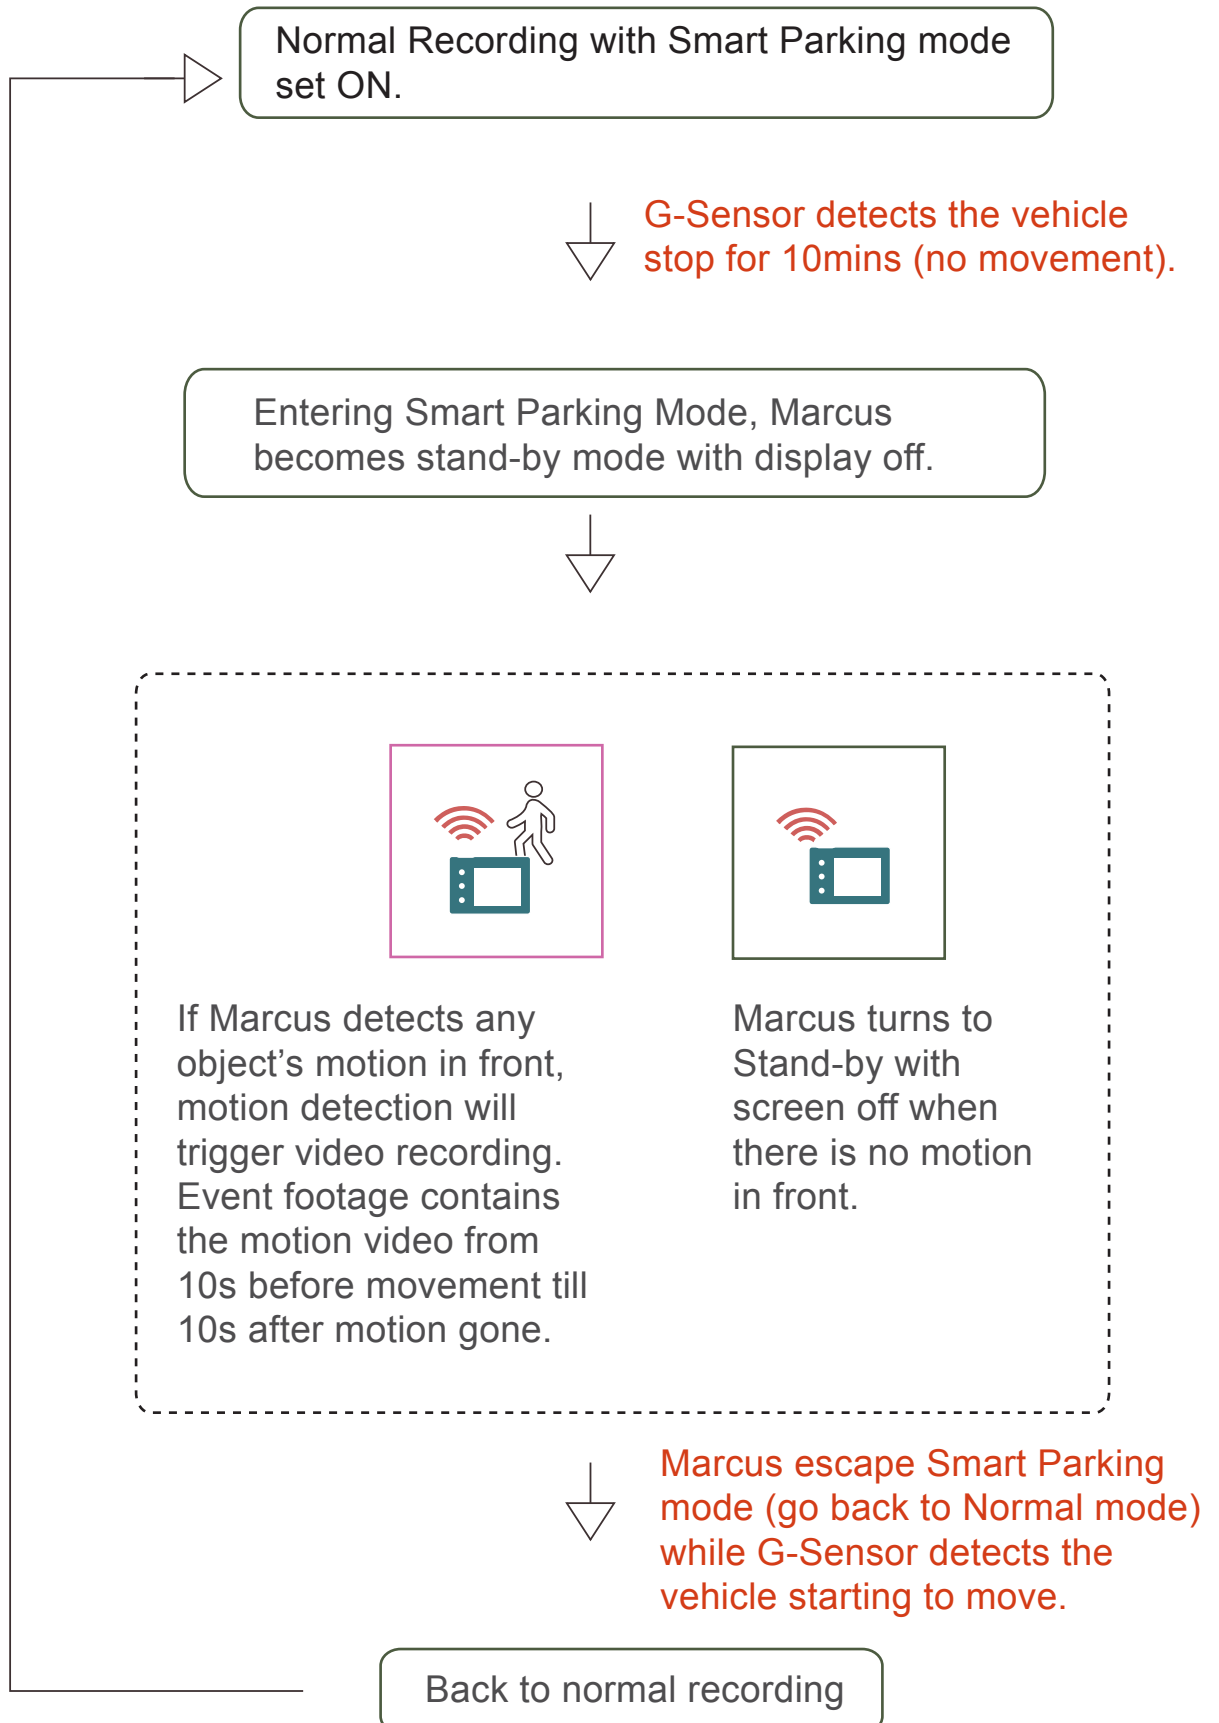 Normal Recording with Smart Parking mode
set ON.
G-Sensor detects the vehicle
stop for 10mins (no movement).
Entering Smart Parking Mode, Marcus
becomes stand-by mode with display off.
If Marcus detects any
object’s motion in front,
motion detection will
trigger video recording.
Event footage contains
the motion video from
10s before movement till
10s after motion gone.
Marcus turns to
Stand-by with
screen off when
there is no motion
in front.
Marcus escape Smart Parking
mode (go back to Normal mode)
while G-Sensor detects the
vehicle starting to move.
Back to normal recording